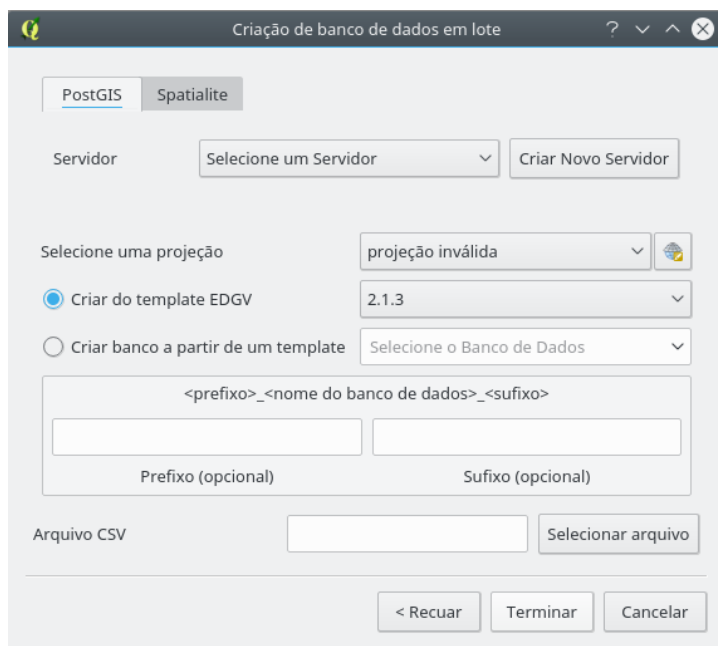 Criação de banco de dados em lote
PostGIS Spatialite
Servidor Selecione um Servidor Criar Novo Servidor
Selecione uma projeção projeção inválida
Criar do template EDGV 2.1.3
Criar banco a partir de um template Selecione o Banco de Dados
<prefixo>_<nome do banco de dados>_<sufixo>
Prefixo (opcional) Sufixo (opcional)
Arquivo CSV Selecionar arquivo
< Recuar Terminar Cancelar